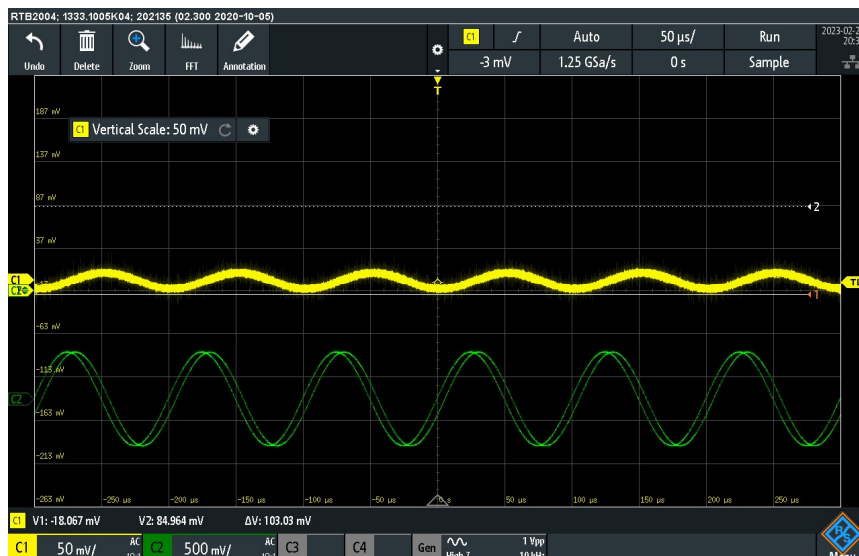 RTB2004; 1333.1005K04; 202135 (02.300 2020-10-05)
Undo Delete Zoom FFT Annotation
C1 Auto 50 µs/ Run
-3 mV 1.25 GSa/s 0 s Sample
2023-02-2
T
187 mV
C1 Vertical Scale: 50 mV
137 mV
87 mV
2
37 mV
C1
C2
1
-63 mV
-113 mV
C2
-163 mV
-213 mV
-263 mV -250 µs -200 µs -150 µs -100 µs -50 µs 0 s 50 µs 100 µs 150 µs 200 µs 250 µs
C1 V1: -18.067 mV V2: 84.964 mV ΔV: 103.03 mV
C1 50 mV/ AC C2 500 mV/ AC C3 C4 Gen 1 Vpp
High Z 10 kHz